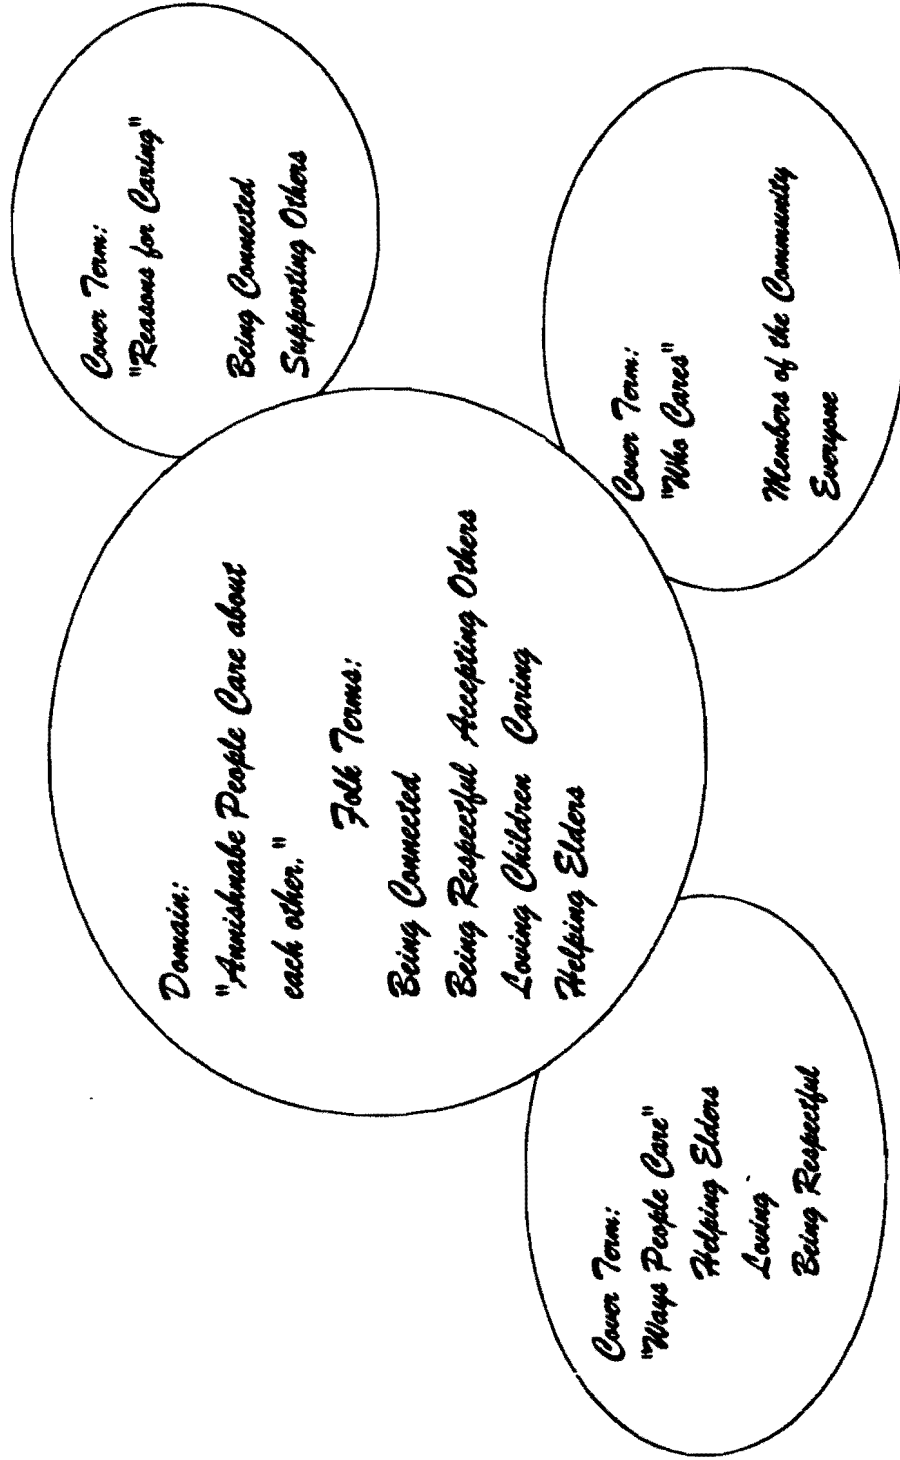 Domain:
"Annishnabe People Care about
each other."
Folk Terms:
Being Connected
Being Respectful Accepting Others
Loving Children Caring
Helping Elders
Cover Term:
"Reasons for Caring"
Being Connected
Supporting Others
Cover Term:
"Ways People Care"
Helping Elders
Loving
Being Respectful
Cover Term:
"Who Cares"
Members of the Community
Everyone